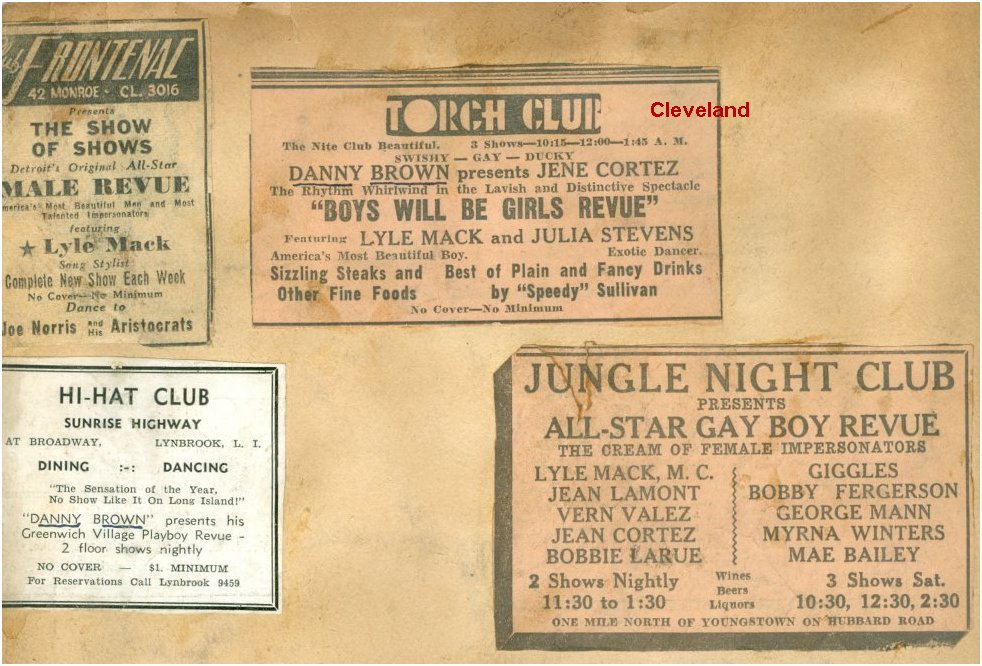 Club FRONTENAC
42 MONROE - CL. 3016
Presents
THE SHOW
OF SHOWS
Detroit's Original All-Star
MALE REVUE
America's Most Beautiful Men and Most
Talented Impersonators
featuring
★ Lyle Mack
Song Stylist
Complete New Show Each Week
No Cover—No Minimum
Dance to
Joe Norris and His Aristocrats
TORCH CLUB
Cleveland
The Nite Club Beautiful. 3 Shows—10:15—12:00—1:45 A. M.
SWISHY — GAY — DUCKY
DANNY BROWN presents JENE CORTEZ
The Rhythm Whirlwind in the Lavish and Distinctive Spectacle
"BOYS WILL BE GIRLS REVUE"
Featuring LYLE MACK and JULIA STEVENS
America's Most Beautiful Boy. Exotic Dancer.
Sizzling Steaks and Best of Plain and Fancy Drinks
Other Fine Foods by "Speedy" Sullivan
No Cover—No Minimum
HI-HAT CLUB
SUNRISE HIGHWAY
AT BROADWAY, LYNBROOK, L. I.
DINING :-: DANCING
"The Sensation of the Year,
No Show Like It On Long Island!"
"DANNY BROWN" presents his
Greenwich Village Playboy Revue -
2 floor shows nightly
NO COVER — $1. MINIMUM
For Reservations Call Lynbrook 9459
JUNGLE NIGHT CLUB
PRESENTS
ALL-STAR GAY BOY REVUE
THE CREAM OF FEMALE IMPERSONATORS
LYLE MACK, M. C.
JEAN LAMONT
VERN VALEZ
JEAN CORTEZ
BOBBIE LARUE
GIGGLES
BOBBY FERGERSON
GEORGE MANN
MYRNA WINTERS
MAE BAILEY
2 Shows Nightly
11:30 to 1:30
Wines
Beers
Liquors
3 Shows Sat.
10:30, 12:30, 2:30
ONE MILE NORTH OF YOUNGSTOWN ON HUBBARD ROAD